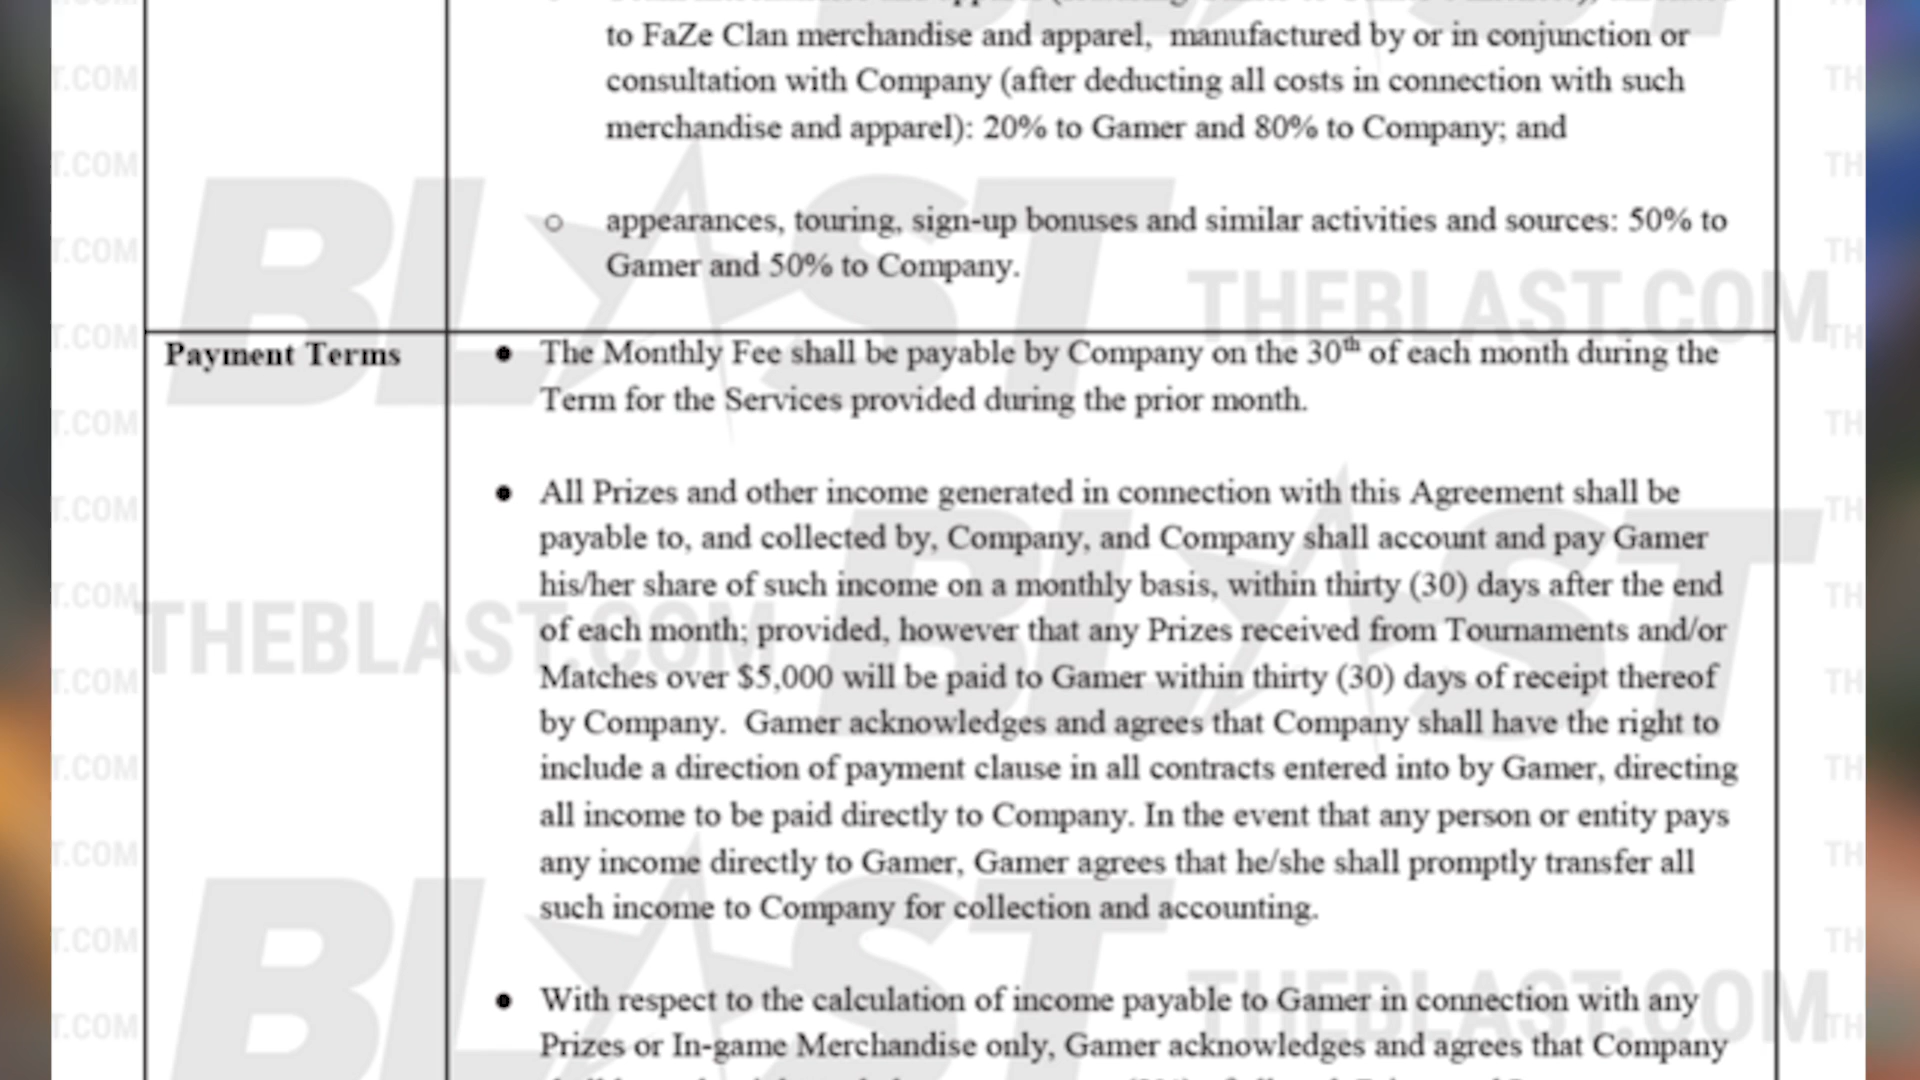 to FaZe Clan merchandise and apparel, manufactured by or in conjunction or
consultation with Company (after deducting all costs in connection with such
merchandise and apparel): 20% to Gamer and 80% to Company; and
○ appearances, touring, sign-up bonuses and similar activities and sources: 50% to
Gamer and 50% to Company.
Payment Terms
● The Monthly Fee shall be payable by Company on the 30th of each month during the
Term for the Services provided during the prior month.
● All Prizes and other income generated in connection with this Agreement shall be
payable to, and collected by, Company, and Company shall account and pay Gamer
his/her share of such income on a monthly basis, within thirty (30) days after the end
of each month; provided, however that any Prizes received from Tournaments and/or
Matches over $5,000 will be paid to Gamer within thirty (30) days of receipt thereof
by Company. Gamer acknowledges and agrees that Company shall have the right to
include a direction of payment clause in all contracts entered into by Gamer, directing
all income to be paid directly to Company. In the event that any person or entity pays
any income directly to Gamer, Gamer agrees that he/she shall promptly transfer all
such income to Company for collection and accounting.
● With respect to the calculation of income payable to Gamer in connection with any
Prizes or In-game Merchandise only, Gamer acknowledges and agrees that Company
BLAST
THEBLAST.COM
THEBLAST.COM
BLAST
BLAST
THEBLAST.COM